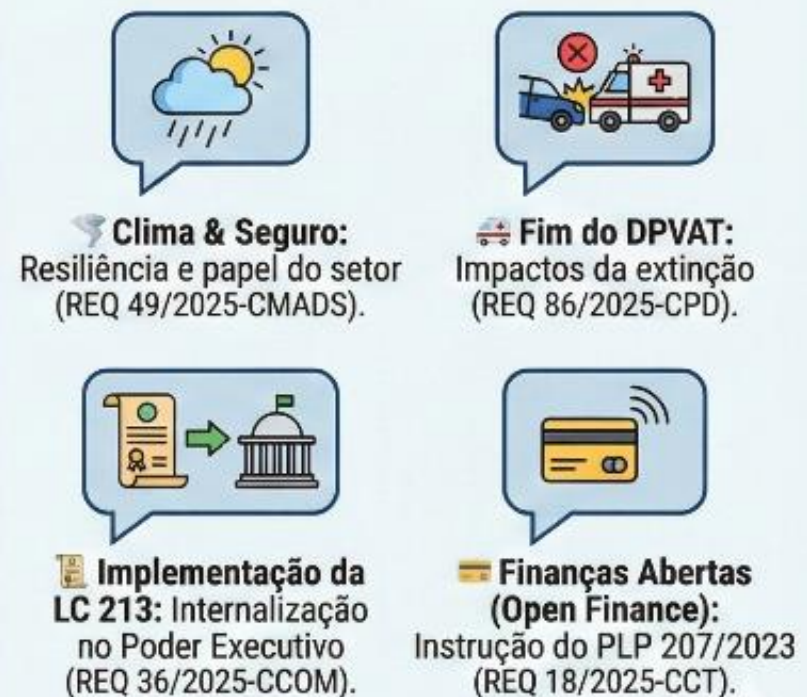 Clima & Seguro:
Resiliência e papel do setor
(REQ 49/2025-CMADS).
Fim do DPVAT:
Impactos da extinção
(REQ 86/2025-CPD).
Implementação da
LC 213: Internalização
no Poder Executivo
(REQ 36/2025-CCOM).
Finanças Abertas
(Open Finance):
Instrução do PLP 207/2023
(REQ 18/2025-CCT).